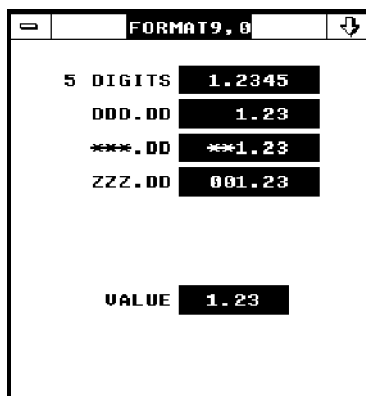 FORMAT9,0
5 DIGITS 1.2345
DDD.DD 1.23
***.DD **1.23
ZZZ.DD 001.23
VALUE 1.23